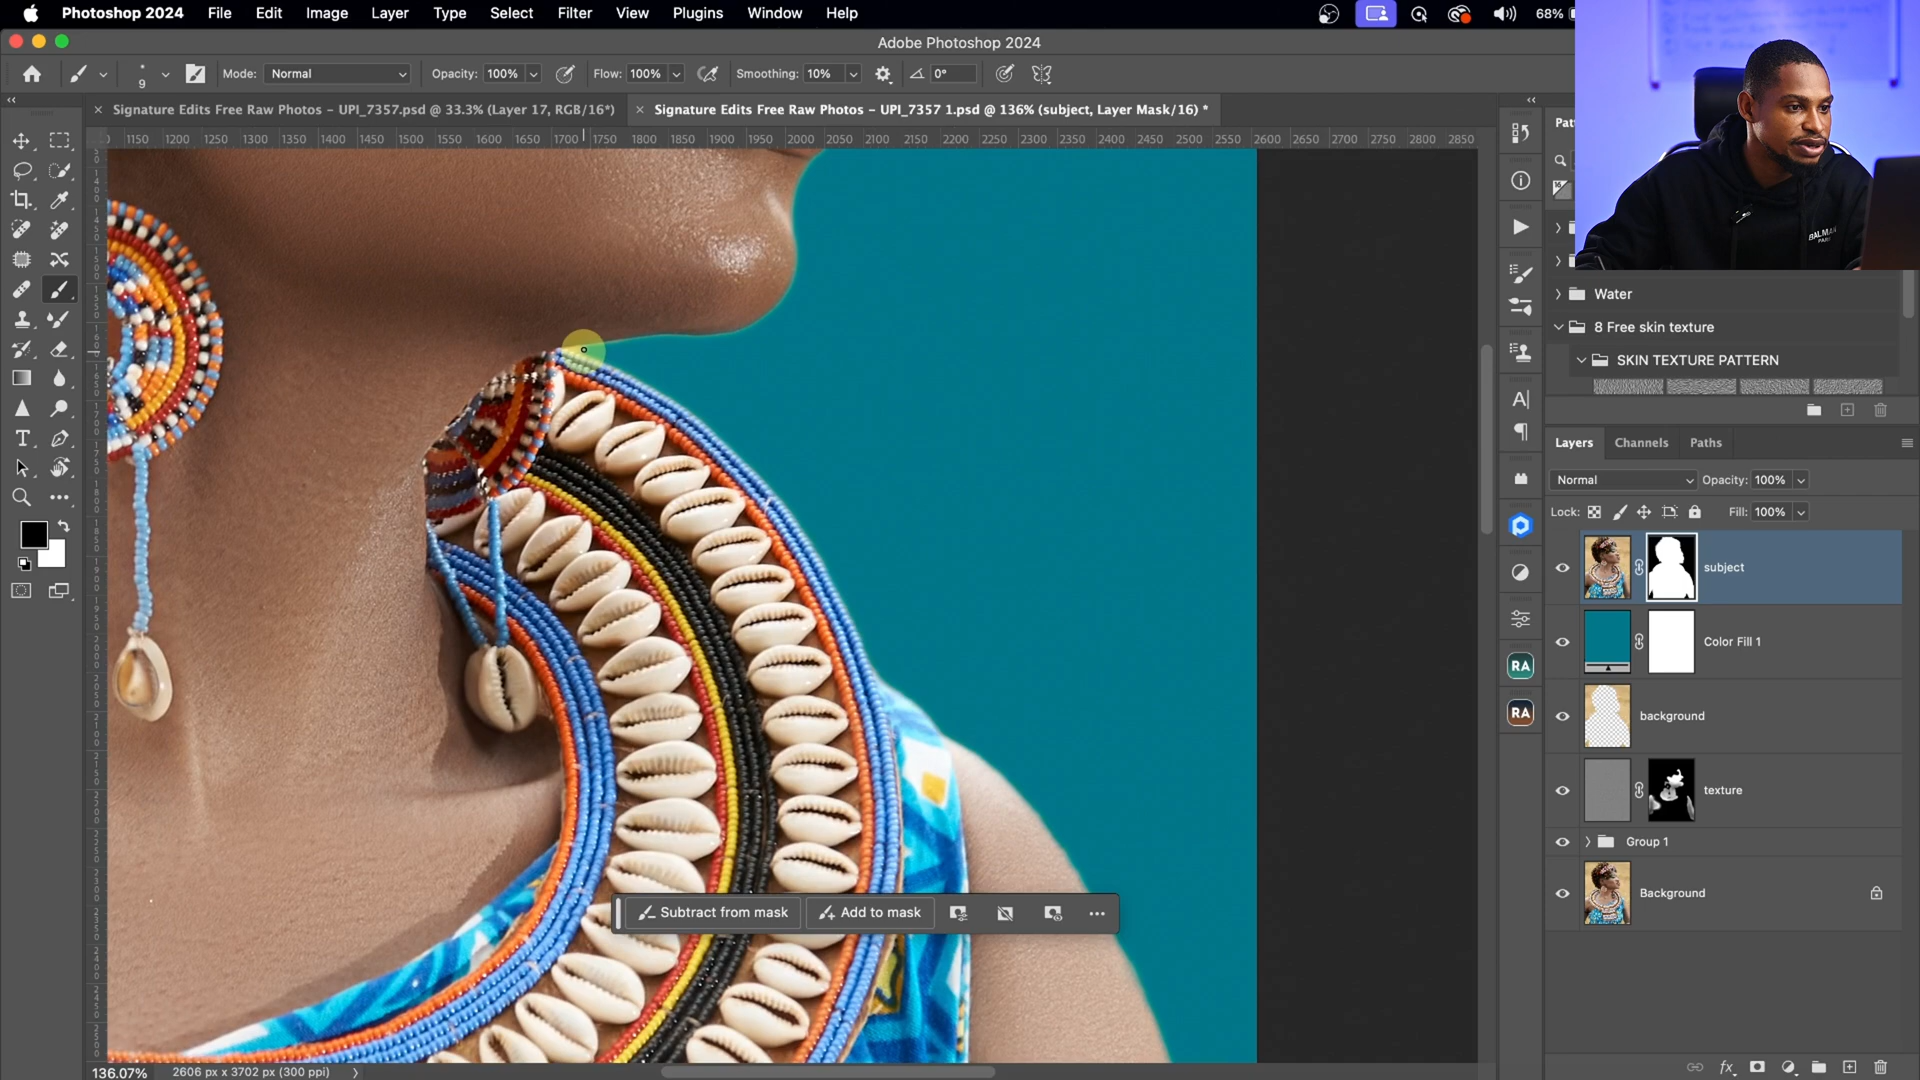 Photoshop 2024 File Edit Image Layer Type Select Filter View Plugins Window Help 68%
Adobe Photoshop 2024
9 Mode: Normal Opacity: 100% Flow: 100% Smoothing: 10% 0°
Signature Edits Free Raw Photos – UPI_7357.psd @ 33.3% (Layer 17, RGB/16*)
Signature Edits Free Raw Photos – UPI_7357 1.psd @ 136% (subject, Layer Mask/16) *
1150 1200 1250 1300 1350 1400 1450 1500 1550 1600 1650 1700 1750 1800 1850 1900 1950 2000 2050 2100 2150 2200 2250 2300 2350 2400 2450 2500 2550 2600 2650 2700 2750 2800 2850
BALMAIN
PARIS
Water
8 Free skin texture
SKIN TEXTURE PATTERN
Layers Channels Paths
Normal Opacity: 100%
Lock: Fill: 100%
subject
Color Fill 1
background
texture
Group 1
Background
RA
RA
Subtract from mask Add to mask
136.07% 2606 px x 3702 px (300 ppi)